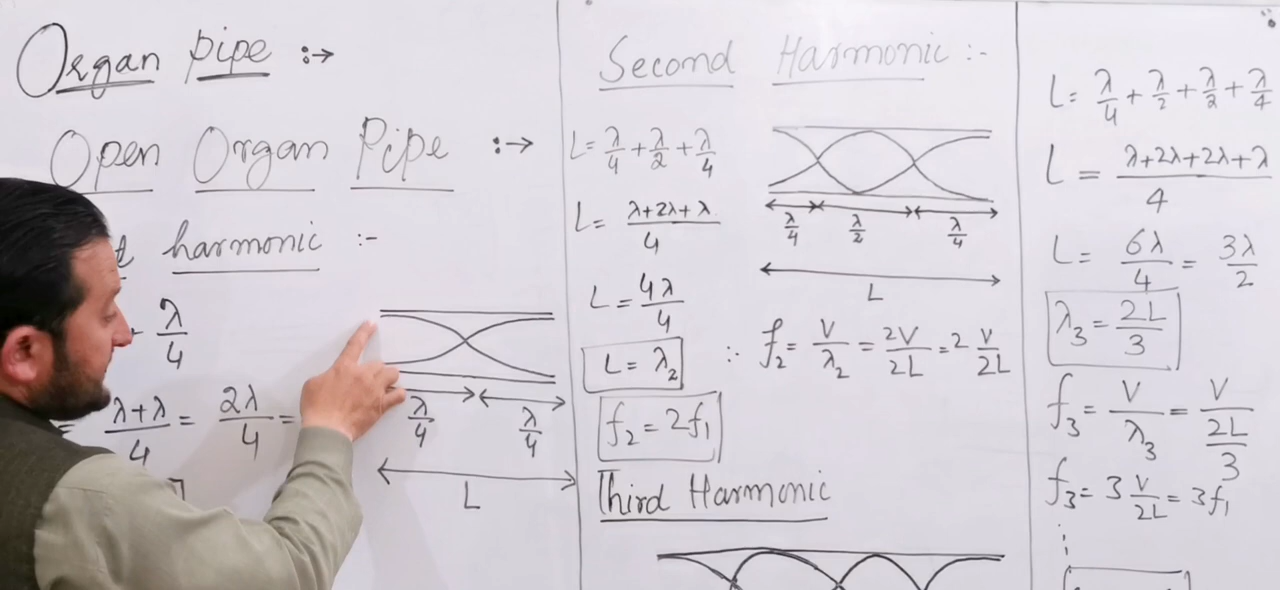 Organ pipe :→
Open Organ Pipe :→
harmonic :-
λ/4
= (λ+λ)/4 = 2λ/4 =
λ/4 λ/4
L
Second Harmonic :-
L = λ/4 + λ/2 + λ/4
L = (λ+2λ+λ)/4
L = 4λ/4
L = λ₂
λ/4 λ/2 λ/4
L
∴ f₂ = V/λ₂ = 2V/2L = 2 V/2L
f₂ = 2f₁
Third Harmonic
L = λ/4 + λ/2 + λ/2 + λ/4
L = (λ+2λ+2λ+λ)/4
L = 6λ/4 = 3λ/2
λ₃ = 2L/3
f₃ = V/λ₃ = V/(2L/3)
f₃ = 3 V/2L = 3f₁